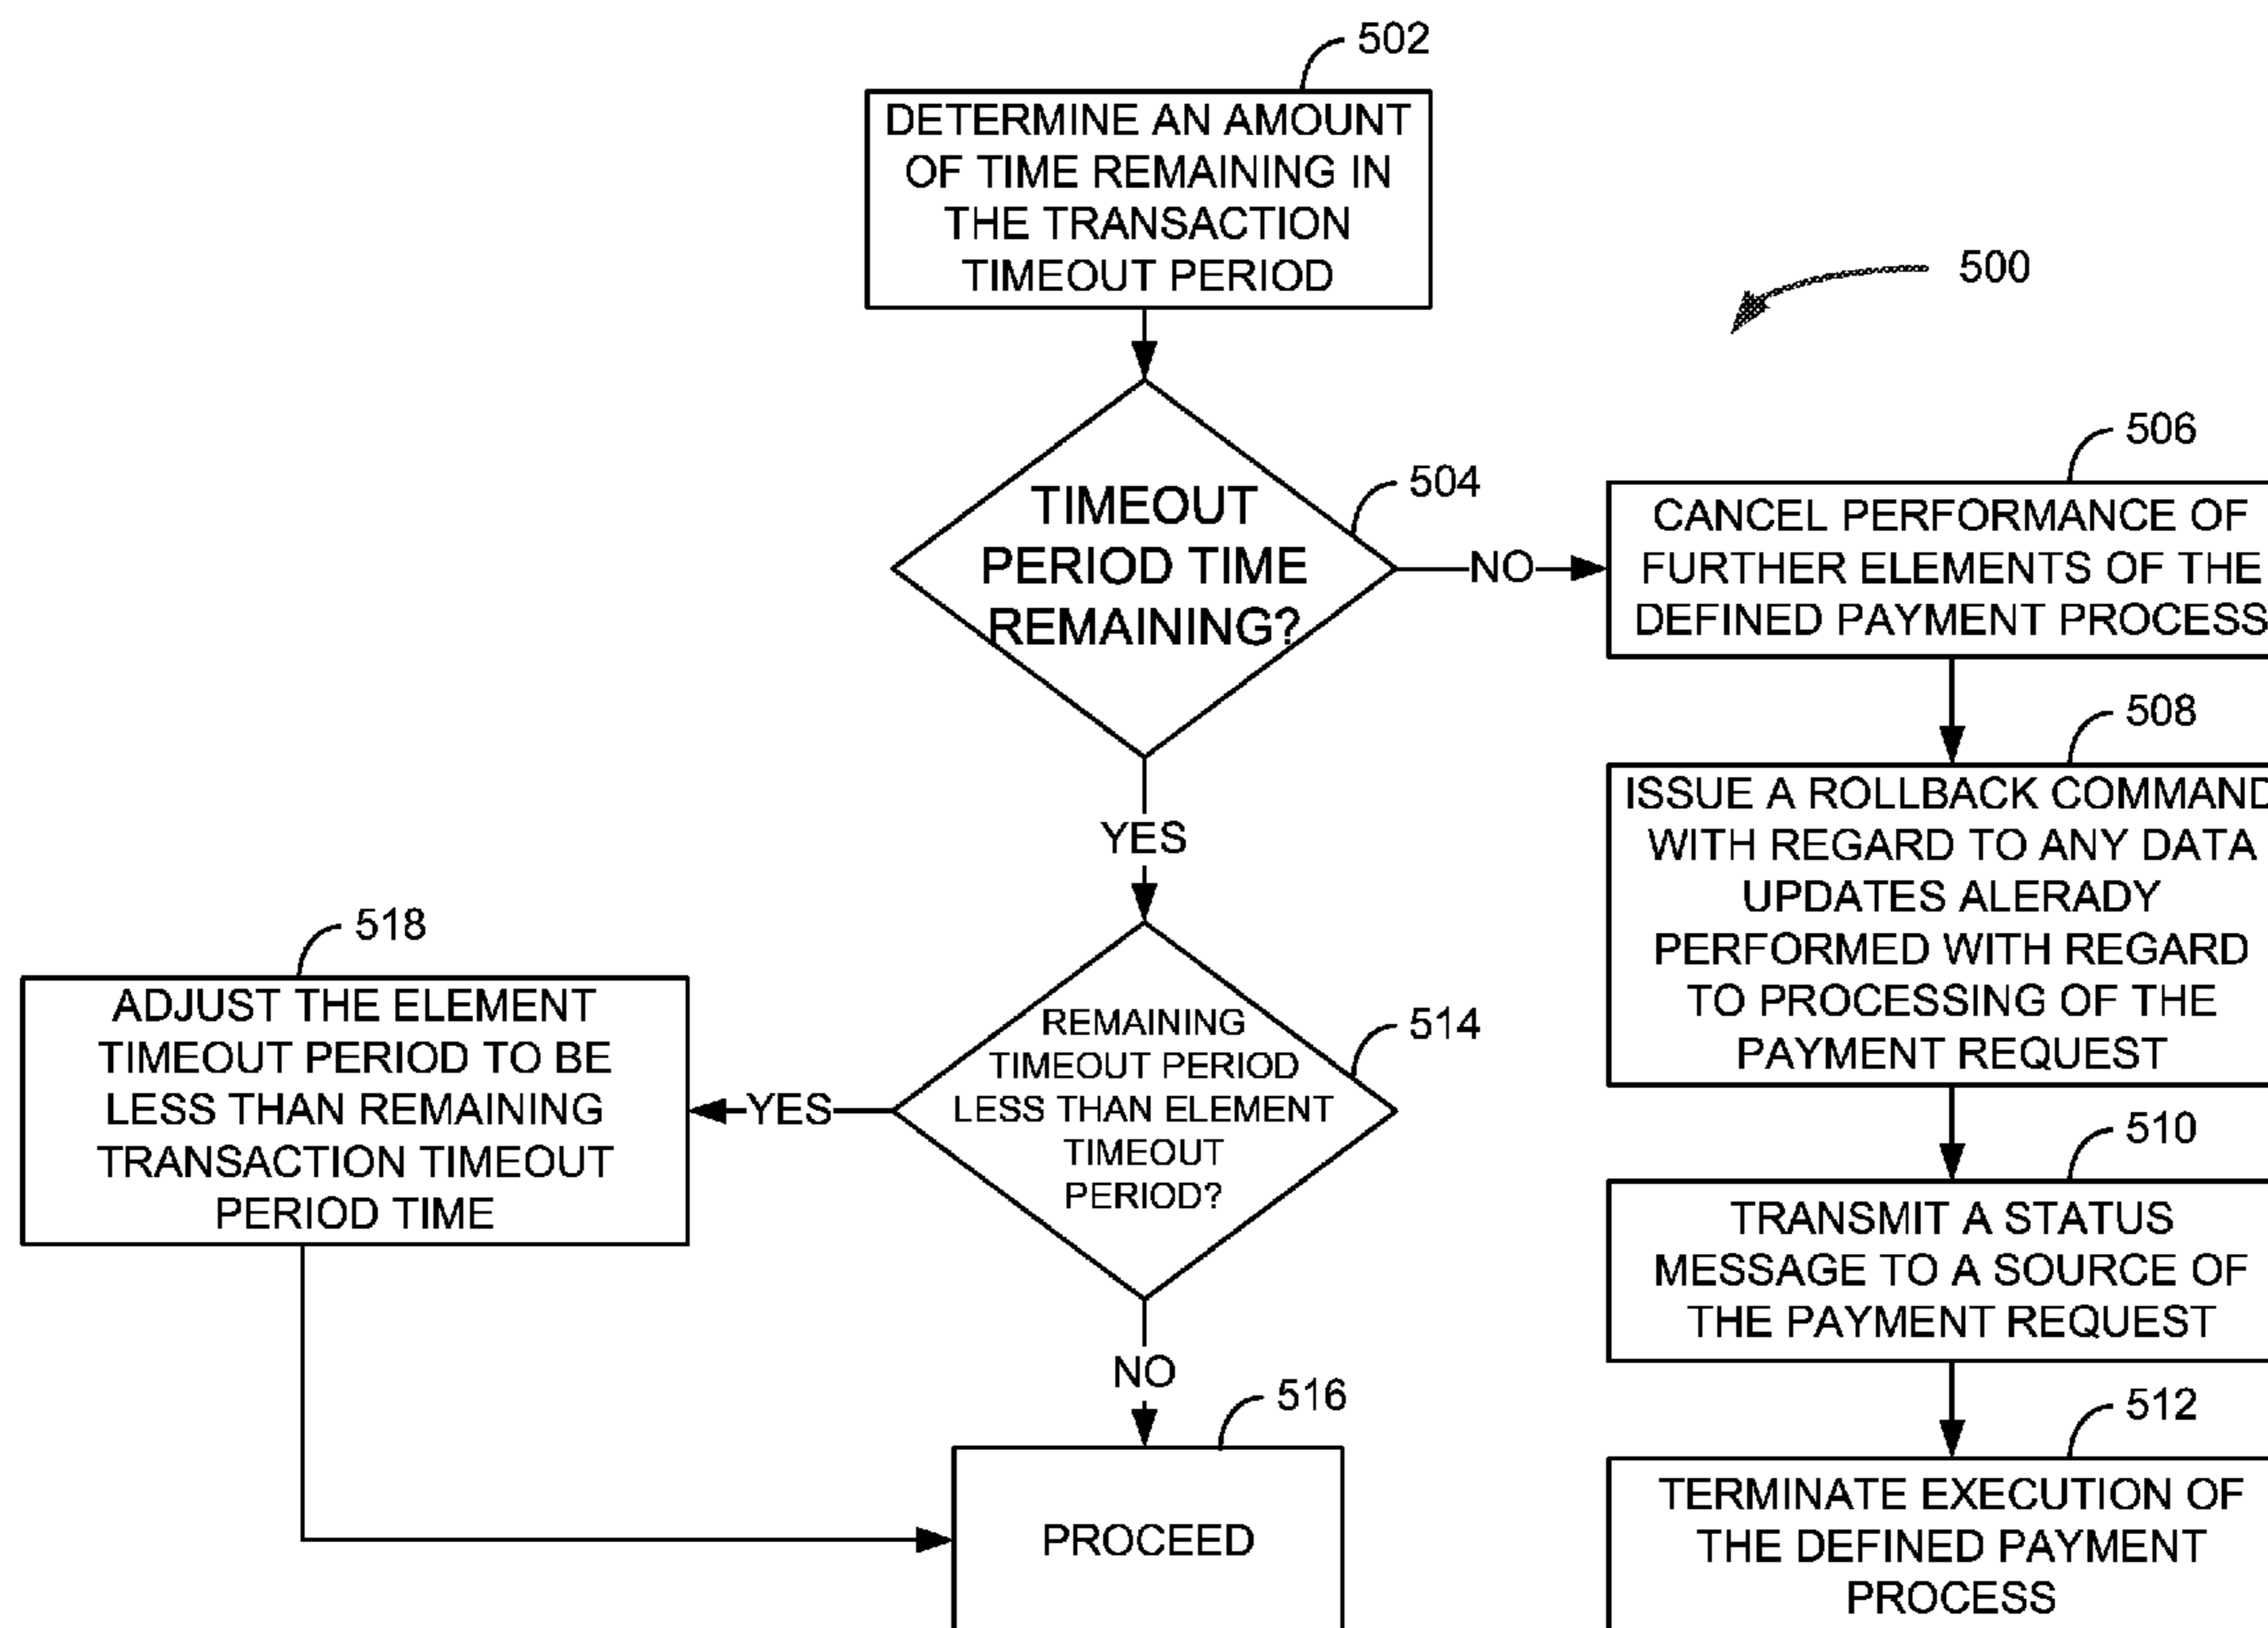 502
DETERMINE AN AMOUNT
OF TIME REMAINING IN
THE TRANSACTION
TIMEOUT PERIOD
500
504
TIMEOUT
PERIOD TIME
REMAINING?
NO
506
CANCEL PERFORMANCE OF
FURTHER ELEMENTS OF THE
DEFINED PAYMENT PROCESS
508
ISSUE A ROLLBACK COMMAND
WITH REGARD TO ANY DATA
UPDATES ALERADY
PERFORMED WITH REGARD
TO PROCESSING OF THE
PAYMENT REQUEST
YES
518
ADJUST THE ELEMENT
TIMEOUT PERIOD TO BE
LESS THAN REMAINING
TRANSACTION TIMEOUT
PERIOD TIME
YES
514
REMAINING
TIMEOUT PERIOD
LESS THAN ELEMENT
TIMEOUT
PERIOD?
510
TRANSMIT A STATUS
MESSAGE TO A SOURCE OF
THE PAYMENT REQUEST
NO
516
PROCEED
512
TERMINATE EXECUTION OF
THE DEFINED PAYMENT
PROCESS